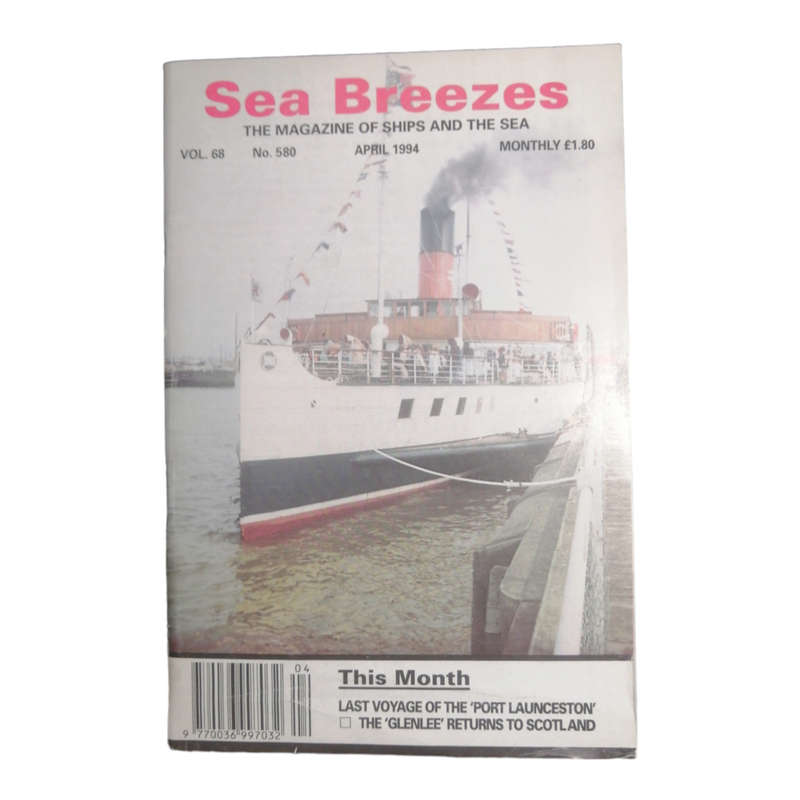 Sea Breezes
THE MAGAZINE OF SHIPS AND THE SEA
VOL. 68 No. 580 APRIL 1994 MONTHLY £1.80
04
This Month
LAST VOYAGE OF THE 'PORT LAUNCESTON'
□ THE 'GLENLEE' RETURNS TO SCOTLAND
9 770036 997032